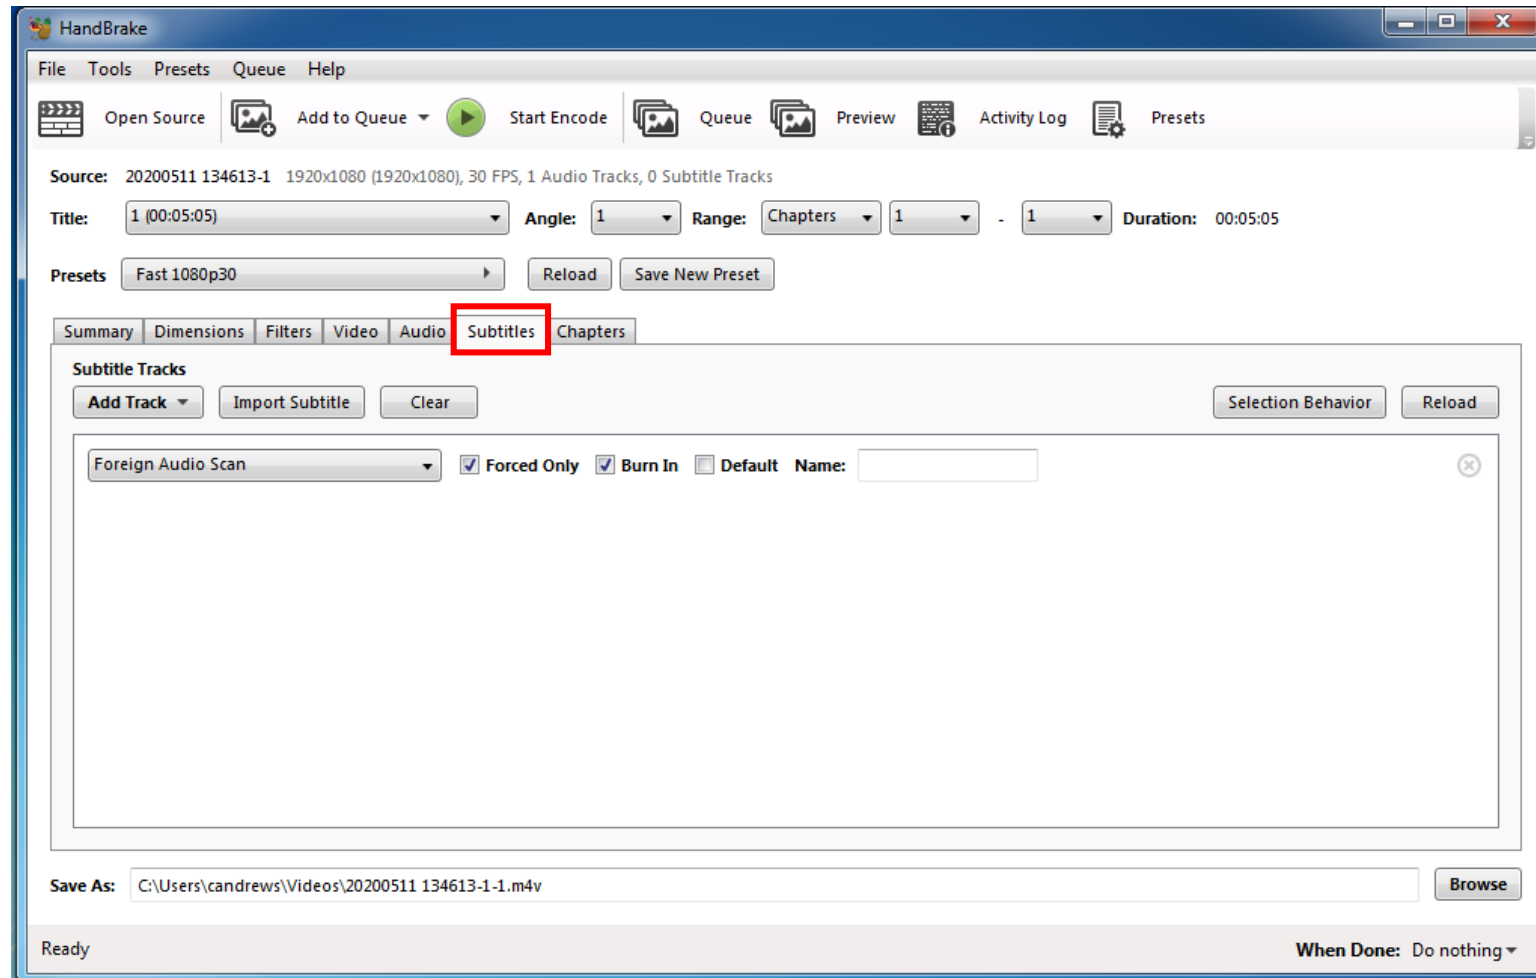 HandBrake
File Tools Presets Queue Help
Open Source Add to Queue Start Encode Queue Preview Activity Log Presets
Source: 20200511 134613-1 1920x1080 (1920x1080), 30 FPS, 1 Audio Tracks, 0 Subtitle Tracks
Title: 1 (00:05:05) Angle: 1 Range: Chapters 1 - 1 Duration: 00:05:05
Presets Fast 1080p30 Reload Save New Preset
Summary Dimensions Filters Video Audio Subtitles Chapters
Subtitle Tracks
Add Track Import Subtitle Clear Selection Behavior Reload
Foreign Audio Scan Forced Only Burn In Default Name:
Save As: C:\Users\candrews\Videos\20200511 134613-1-1.m4v Browse
Ready When Done: Do nothing